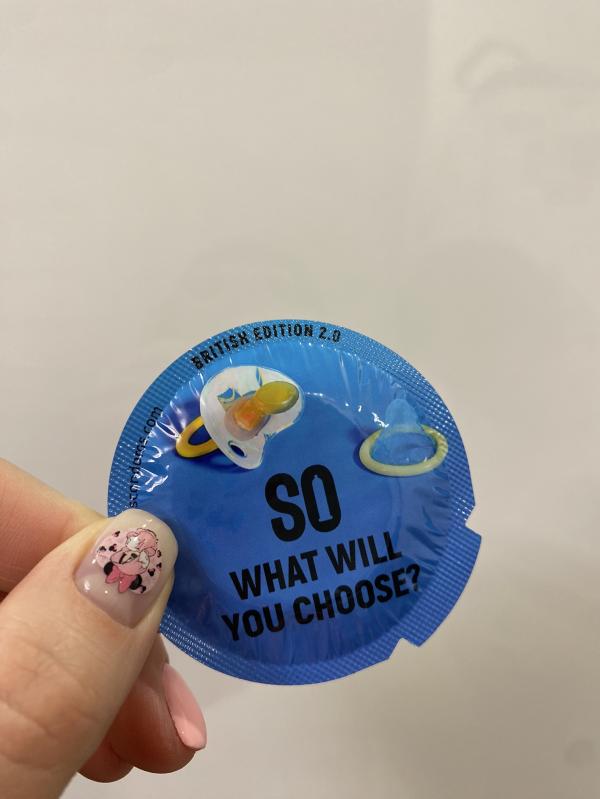 BRITISH EDITION 2.0
SO
WHAT WILL
YOU CHOOSE?